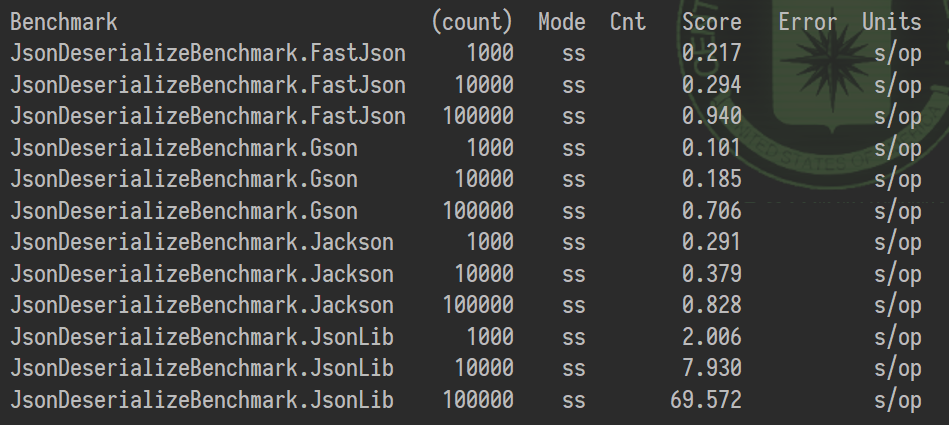 Benchmark (count) Mode Cnt Score Error Units
JsonDeserializeBenchmark.FastJson 1000 ss 0.217 s/op
JsonDeserializeBenchmark.FastJson 10000 ss 0.294 s/op
JsonDeserializeBenchmark.FastJson 100000 ss 0.940 s/op
JsonDeserializeBenchmark.Gson 1000 ss 0.101 s/op
JsonDeserializeBenchmark.Gson 10000 ss 0.185 s/op
JsonDeserializeBenchmark.Gson 100000 ss 0.706 s/op
JsonDeserializeBenchmark.Jackson 1000 ss 0.291 s/op
JsonDeserializeBenchmark.Jackson 10000 ss 0.379 s/op
JsonDeserializeBenchmark.Jackson 100000 ss 0.828 s/op
JsonDeserializeBenchmark.JsonLib 1000 ss 2.006 s/op
JsonDeserializeBenchmark.JsonLib 10000 ss 7.930 s/op
JsonDeserializeBenchmark.JsonLib 100000 ss 69.572 s/op